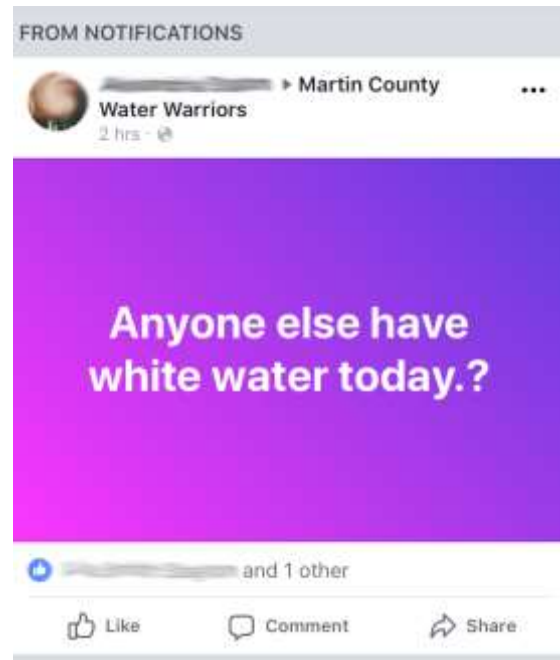 FROM NOTIFICATIONS
▸ Martin County
Water Warriors
2 hrs ·
Anyone else have
white water today.?
and 1 other
Like Comment Share